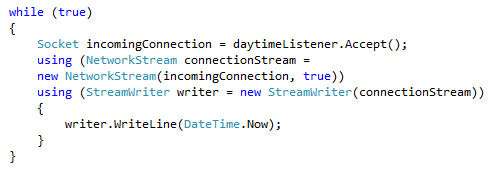 while (true)
{
    Socket incomingConnection = daytimeListener.Accept();
    using (NetworkStream connectionStream =
    new NetworkStream(incomingConnection, true))
    using (StreamWriter writer = new StreamWriter(connectionStream))
    {
        writer.WriteLine(DateTime.Now);
    }
}